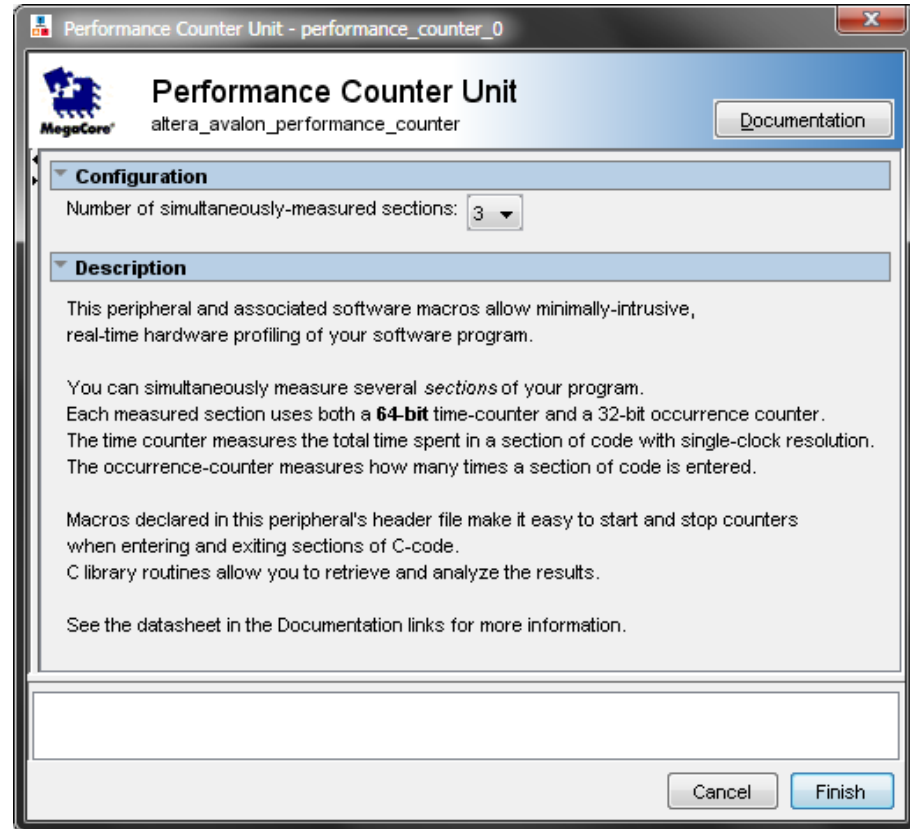 Performance Counter Unit - performance_counter_0
MegaCore®
Performance Counter Unit
altera_avalon_performance_counter
Documentation
Configuration
Number of simultaneously-measured sections: 3
Description
This peripheral and associated software macros allow minimally-intrusive,
real-time hardware profiling of your software program.
You can simultaneously measure several sections of your program.
Each measured section uses both a 64-bit time-counter and a 32-bit occurrence counter.
The time counter measures the total time spent in a section of code with single-clock resolution.
The occurrence-counter measures how many times a section of code is entered.
Macros declared in this peripheral's header file make it easy to start and stop counters
when entering and exiting sections of C-code.
C library routines allow you to retrieve and analyze the results.
See the datasheet in the Documentation links for more information.
Cancel Finish